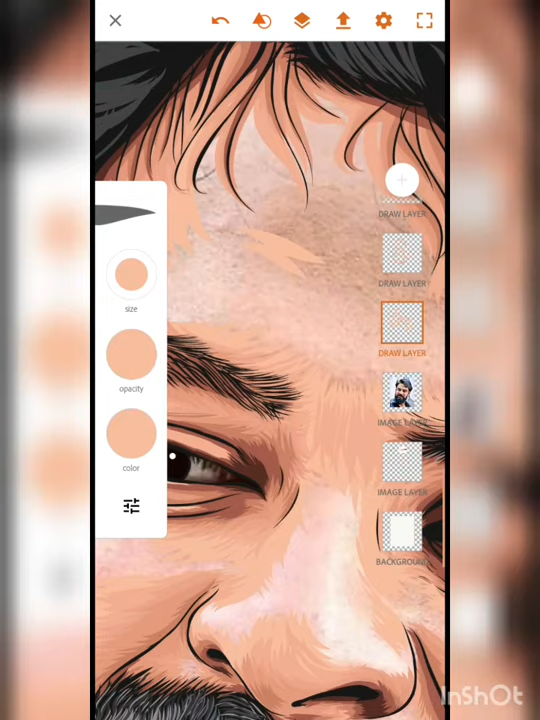 DRAW LAYER
DRAW LAYER
size
DRAW LAYER
opacity
IMAGE LAYER
color
IMAGE LAYER
BACKGROUND
InShOt